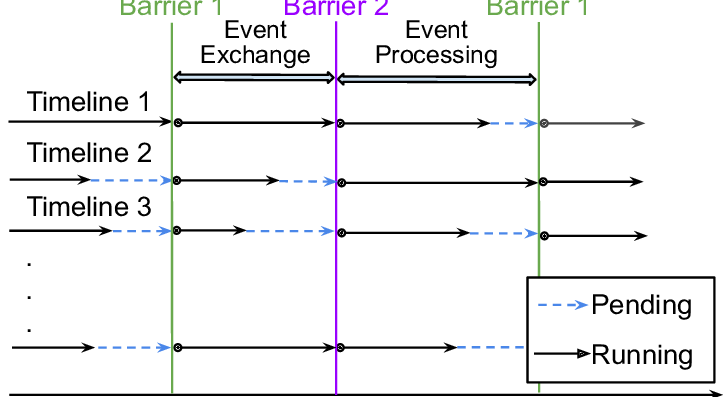 Barrier 1 Barrier 2 Barrier 1
Event
Exchange
Event
Processing
Timeline 1
Timeline 2
Timeline 3
.
.
.
Pending
Running